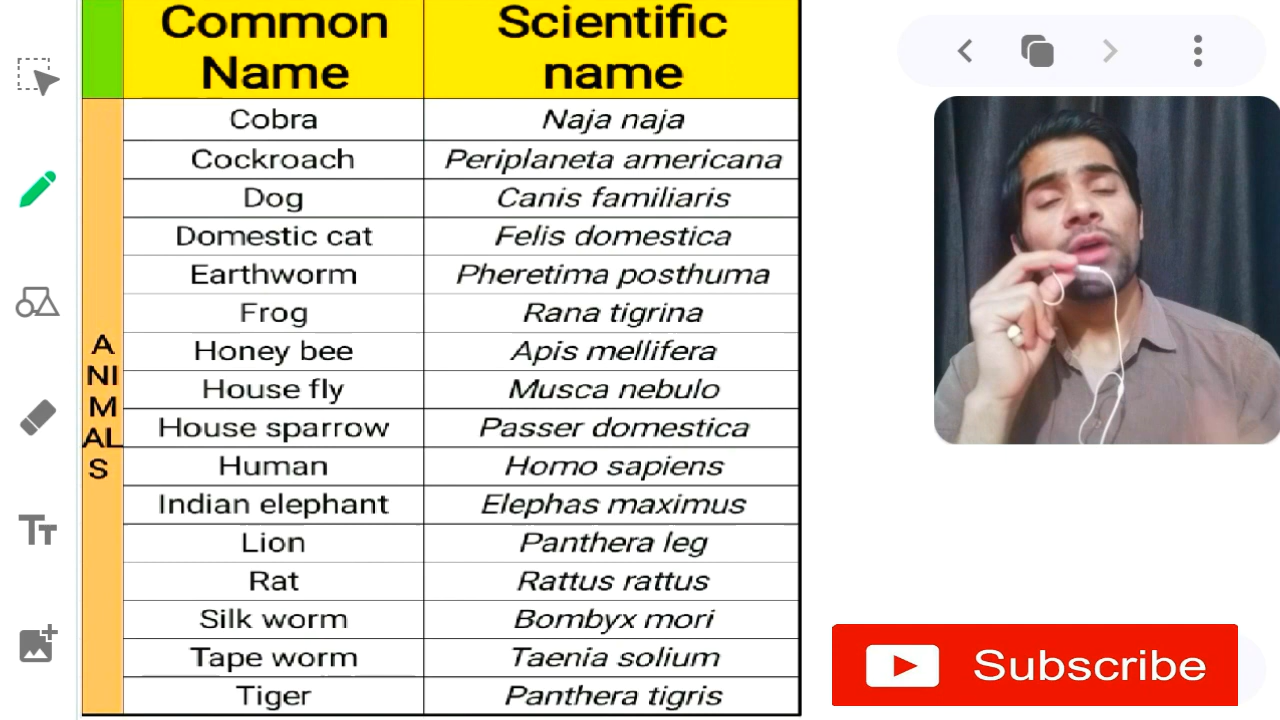 Common Scientific
Name name
Cobra Naja naja
Cockroach Periplaneta americana
Dog Canis familiaris
Domestic cat Felis domestica
Earthworm Pheretima posthuma
Frog Rana tigrina
Honey bee Apis mellifera
House fly Musca nebulo
House sparrow Passer domestica
Human Homo sapiens
Indian elephant Elephas maximus
Lion Panthera leg
Rat Rattus rattus
Silk worm Bombyx mori
Tape worm Taenia solium
Tiger Panthera tigris
A
NI
M
AL
S
TT
Subscribe